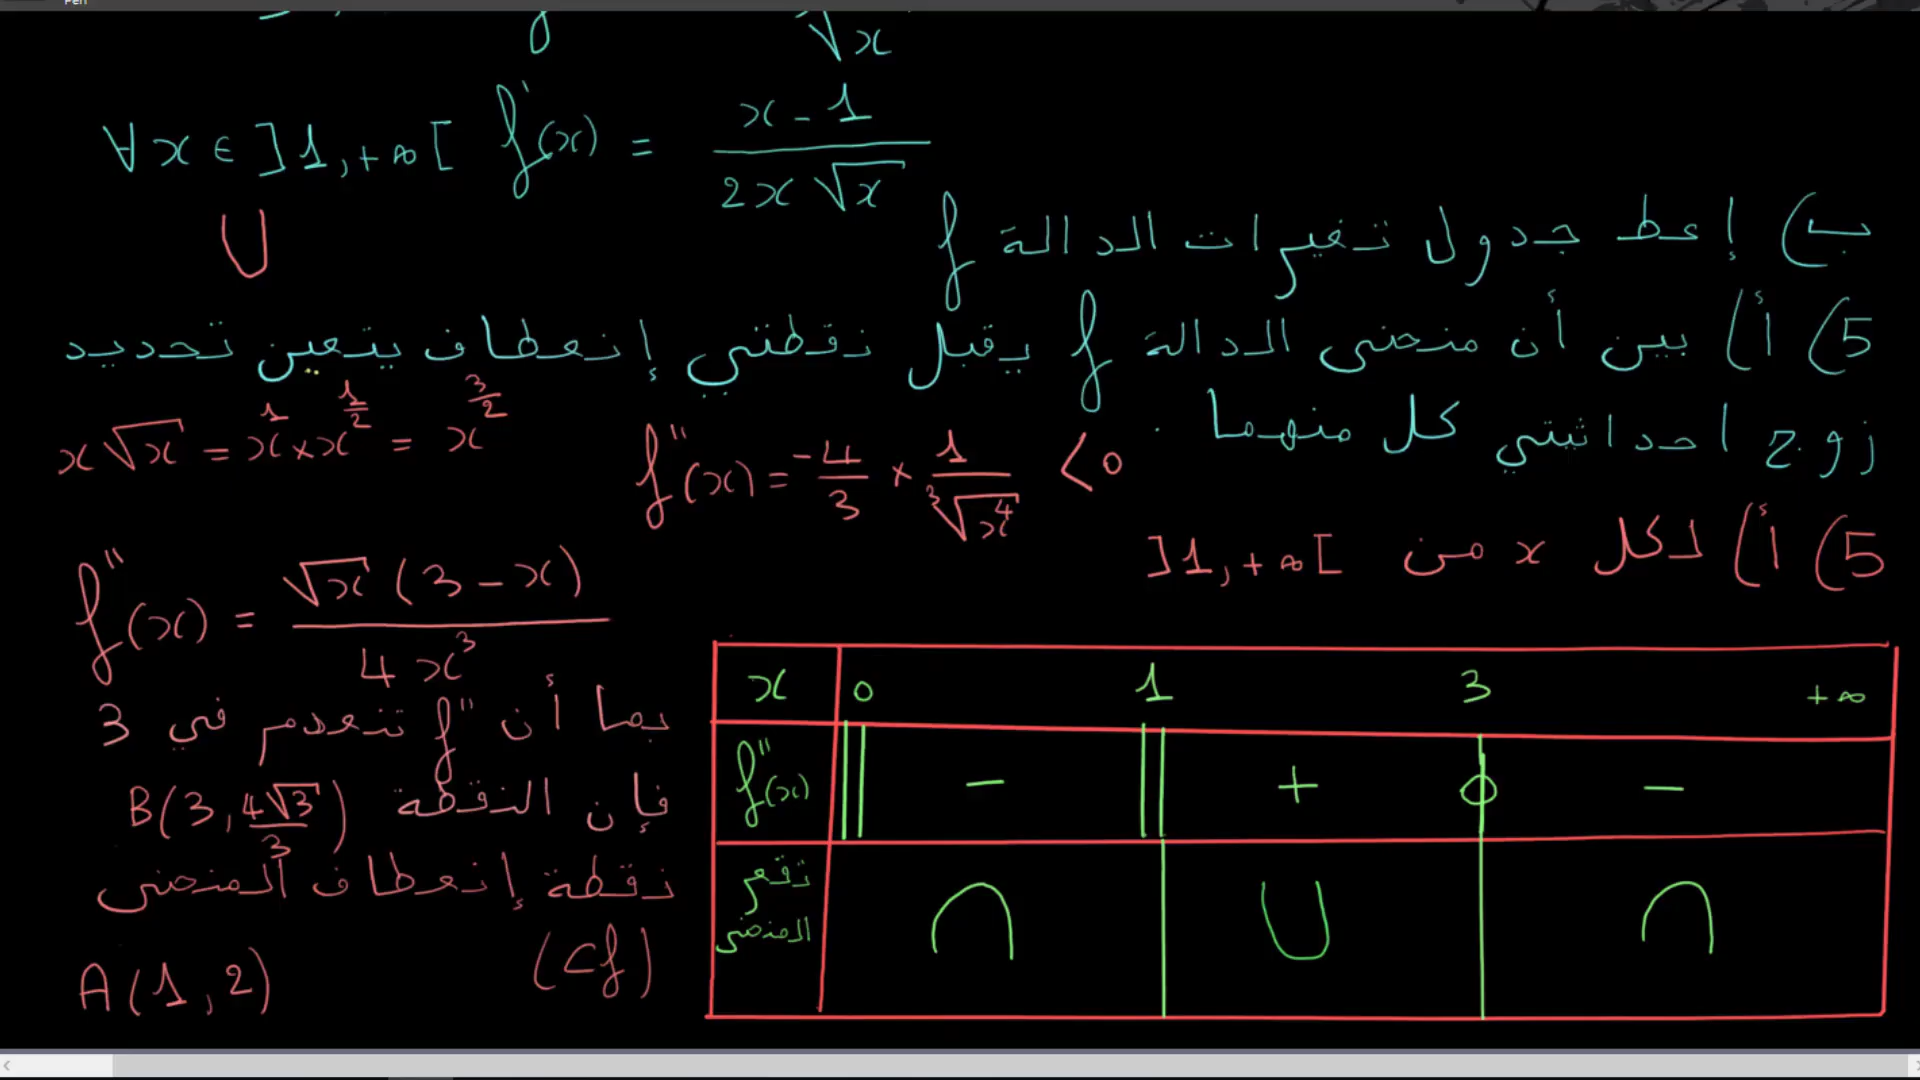 Pen
√x
∀x∈]1,+∞[ f'(x) = (x-1)/(2x√x)
ب) إعط جدول تغيرات الدالة f
∪
5) أ) بين أن منحنى الدالة f يقبل نقطتي إنعطاف يتعين تحديد
زوج احداثيتي كل منهما .
x√x = x¹ × x^(1/2) = x^(3/2)
f''(x) = -4/3 × 1/∛(x⁴) <0
5) أ) لكل x من ]1,+∞[
f''(x) = √x(3-x)/(4x³)
بما أن f'' تنعدم في 3
فإن النقطة B(3, 4√3/3)
نقطة إنعطاف المنحنى
(Cf)
A(1,2)
x 0 1 3 +∞
f''(x) || - || + 0 -
تقعر المنحنى ∩ ∪ ∩